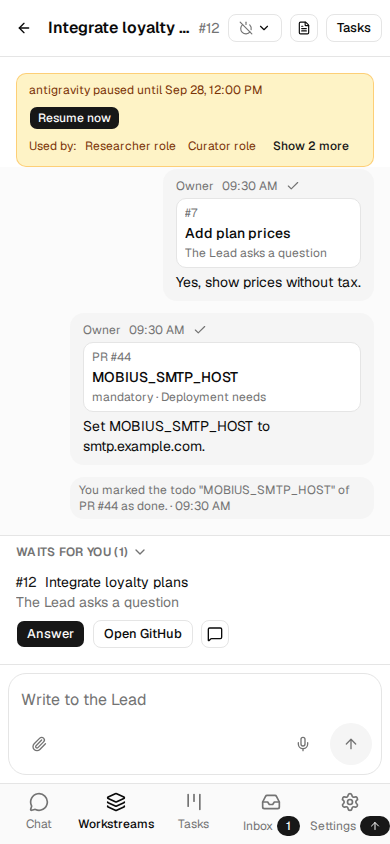 Integrate loyalty ... #12 Tasks
antigravity paused until Sep 28, 12:00 PM
Resume now
Used by: Researcher role Curator role Show 2 more
Owner 09:30 AM
#7
Add plan prices
The Lead asks a question
Yes, show prices without tax.
Owner 09:30 AM
PR #44
MOBIUS_SMTP_HOST
mandatory · Deployment needs
Set MOBIUS_SMTP_HOST to
smtp.example.com.
You marked the todo "MOBIUS_SMTP_HOST" of
PR #44 as done. · 09:30 AM
WAITS FOR YOU (1)
#12 Integrate loyalty plans
The Lead asks a question
Answer Open GitHub
Write to the Lead
Chat Workstreams Tasks Inbox 1 Settings